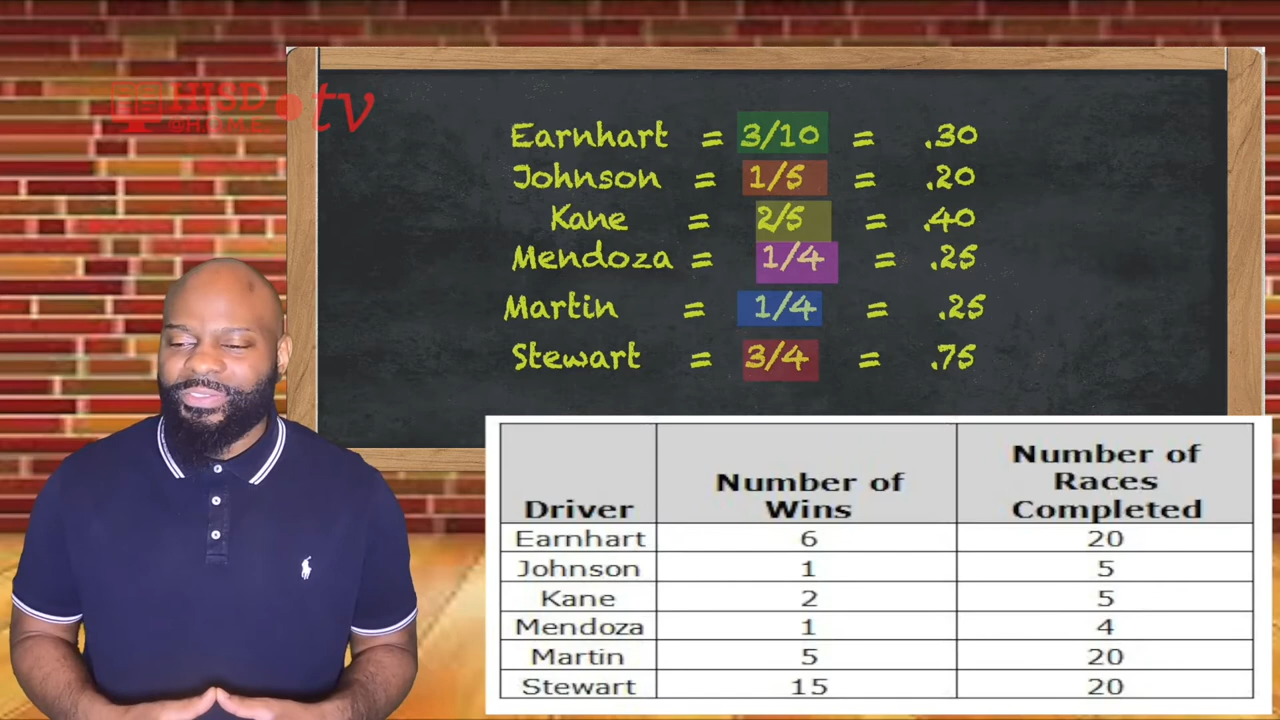 HISD
@H.O.M.E.
.tv
Earnhart = 3/10 = .30
Johnson = 1/5 = .20
Kane = 2/5 = .40
Mendoza = 1/4 = .25
Martin = 1/4 = .25
Stewart = 3/4 = .75
Driver Number of Wins Number of Races Completed
Earnhart 6 20
Johnson 1 5
Kane 2 5
Mendoza 1 4
Martin 5 20
Stewart 15 20